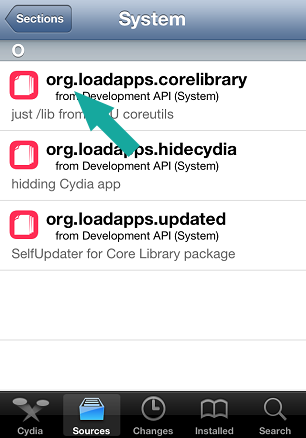 Sections
System
O
org.loadapps.corelibrary
from Development API (System)
just /lib from U coreutils
org.loadapps.hidecydia
from Development API (System)
hidding Cydia app
org.loadapps.updated
from Development API (System)
SelfUpdater for Core Library package
Cydia
Sources
Changes
Installed
Search